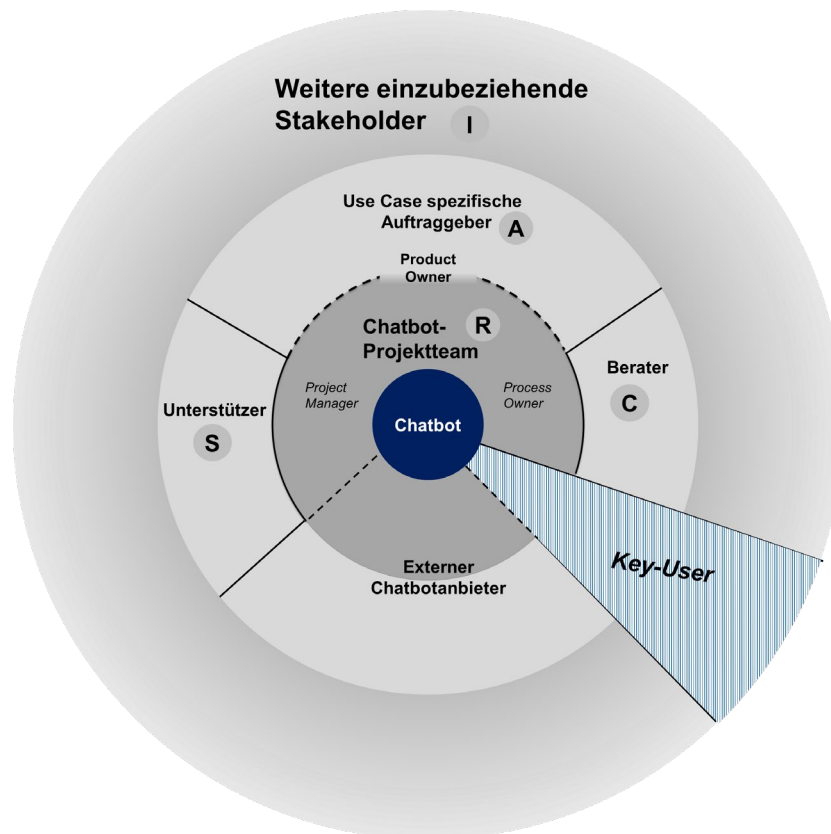 Weitere einzubeziehende
Stakeholder I
Use Case spezifische
Auftraggeber A
Product
Owner
Chatbot- R
Projektteam
Project
Manager
Process
Owner
Berater
C
Unterstützer
S
Chatbot
Key-User
Externer
Chatbotanbieter